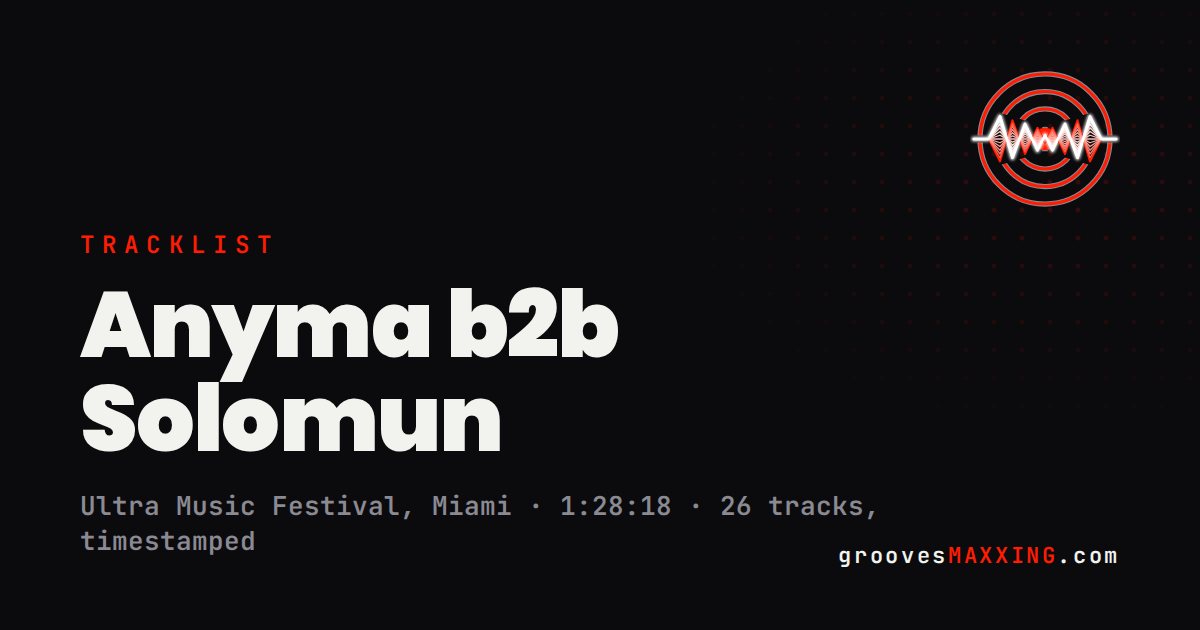 TRACKLIST
Anyma b2b
Solomun
Ultra Music Festival, Miami · 1:28:18 · 26 tracks,
timestamped
groovesMAXXING.com